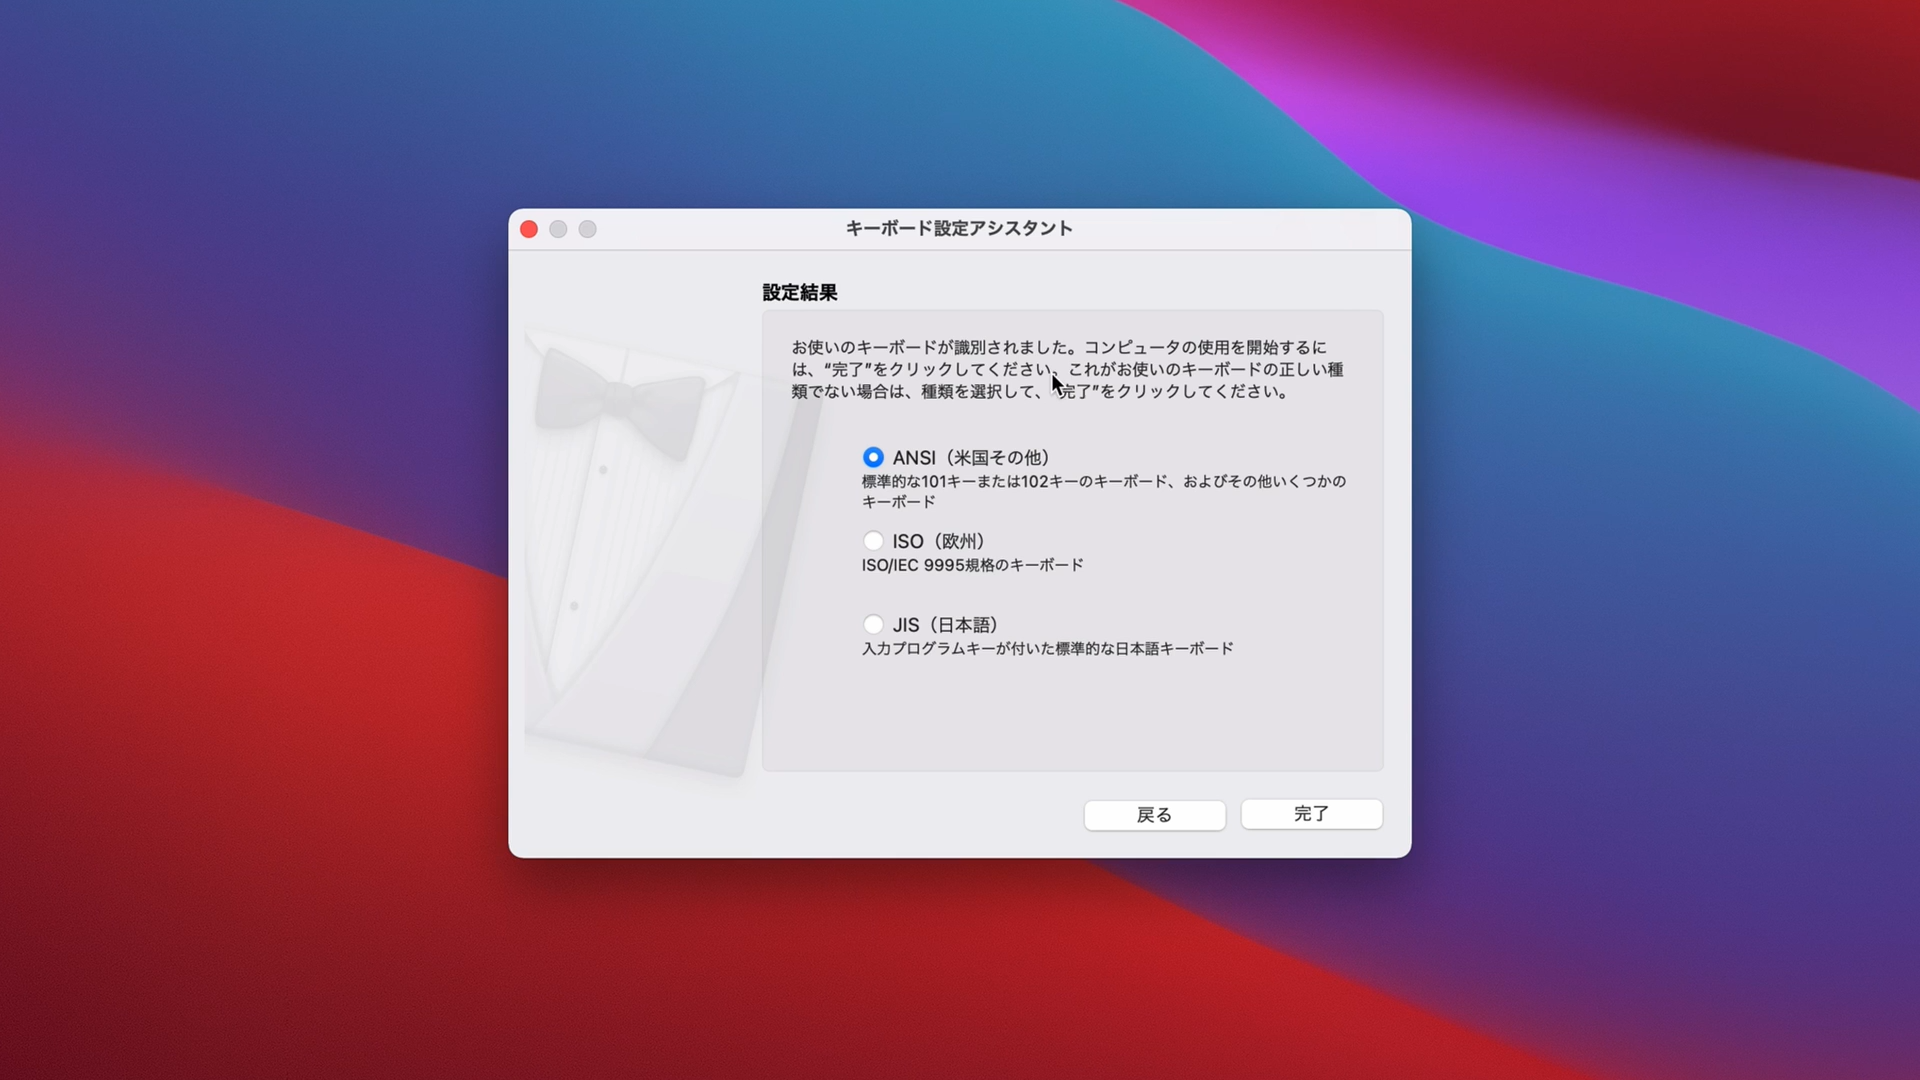 キーボード設定アシスタント
設定結果
お使いのキーボードが識別されました。コンピュータの使用を開始するに
は、“完了”をクリックしてください。これがお使いのキーボードの正しい種
類でない場合は、種類を選択して、“完了”をクリックしてください。
ANSI（米国その他）
標準的な101キーまたは102キーのキーボード、およびその他いくつかの
キーボード
ISO（欧州）
ISO/IEC 9995規格のキーボード
JIS（日本語）
入力プログラムキーが付いた標準的な日本語キーボード
戻る
完了